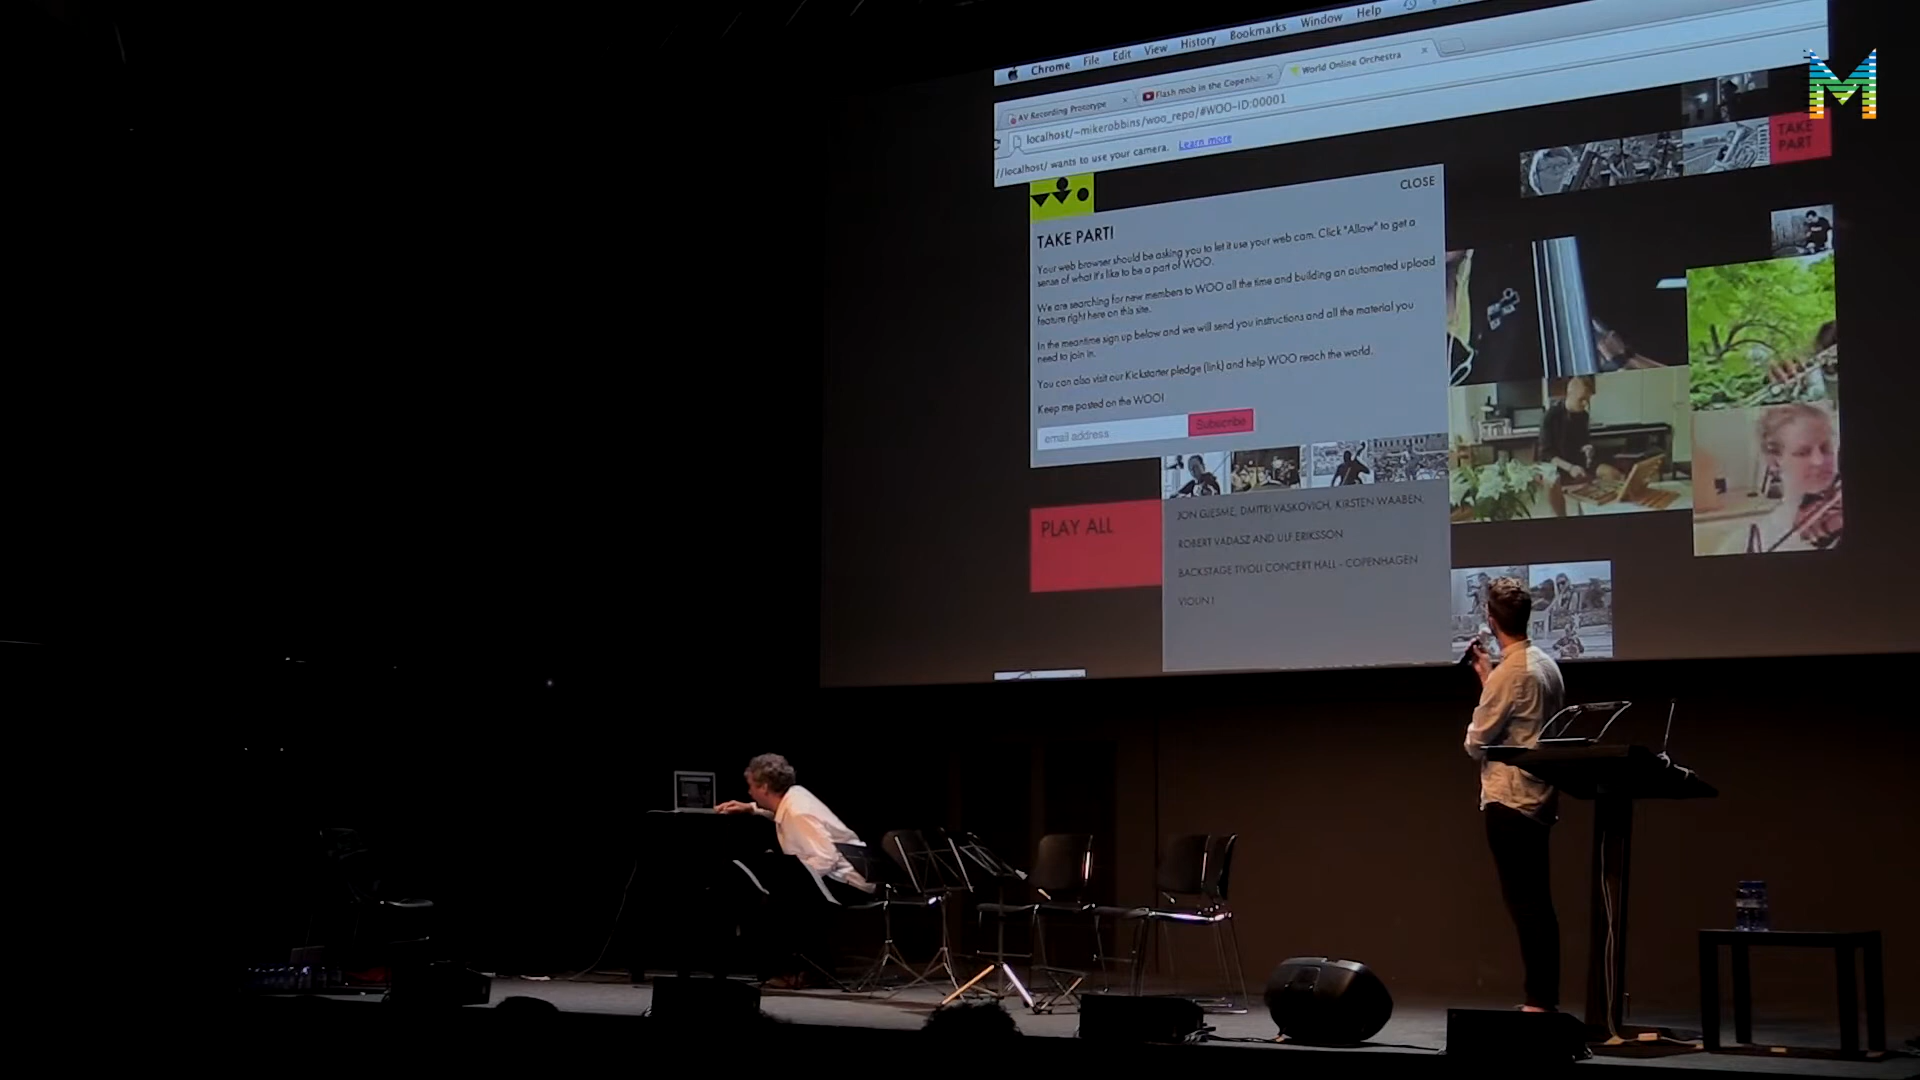 Chrome File Edit View History Bookmarks Window Help
AV Recording Prototype
Flash mob in the Copenha
World Online Orchestra
localhost/~mikerobbins/woo_repo/#WOO-ID:00001
//localhost/ wants to use your camera. Learn more
TAKE
PART
CLOSE
TAKE PART!
Your web browser should be asking you to let it use your web cam. Click "Allow" to get a
sense of what it's like to be a part of WOO.
We are searching for new members to WOO all the time and building an automated upload
feature right here on this site.
In the meantime sign up below and we will send you instructions and all the material you
need to join in.
You can also visit our Kickstarter pledge (link) and help WOO reach the world.
Keep me posted on the WOO!
email address
Subscribe
PLAY ALL
JON GJESME, DMITRI VASKOVICH, KIRSTEN WAABEN,
ROBERT VADASZ AND ULF ERIKSSON
BACKSTAGE TIVOLI CONCERT HALL - COPENHAGEN
VIOLIN I
M